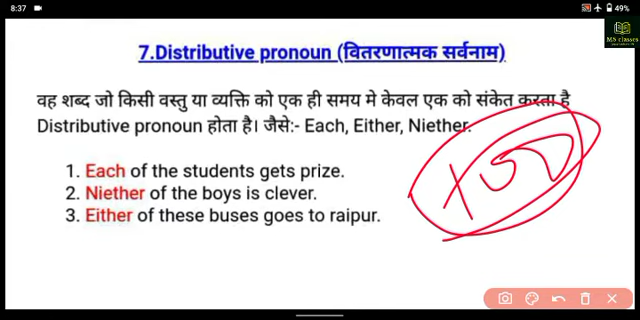 8:37
49%
MS classes
7.Distributive pronoun (वितरणात्मक सर्वनाम)
वह शब्द जो किसी वस्तु या व्यक्ति को एक ही समय मे केवल एक को संकेत करता है
Distributive pronoun होता है। जैसे:- Each, Either, Niether.
1. Each of the students gets prize.
2. Niether of the boys is clever.
3. Either of these buses goes to raipur.